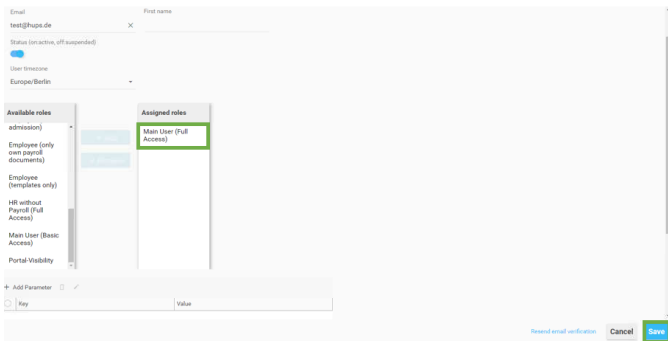 Email
First name
test@hups.de
Status (on:active, off:suspended)
User timezone
Europe/Berlin
Available roles
Assigned roles
admission)
Employee (only
own payroll
documents)
Employee
(templates only)
HR without
Payroll (Full
Access)
Main User (Basic
Access)
Portal-Visibility
Main User (Full
Access)
+ Add Parameter
Key
Value
Resend email verification
Cancel
Save